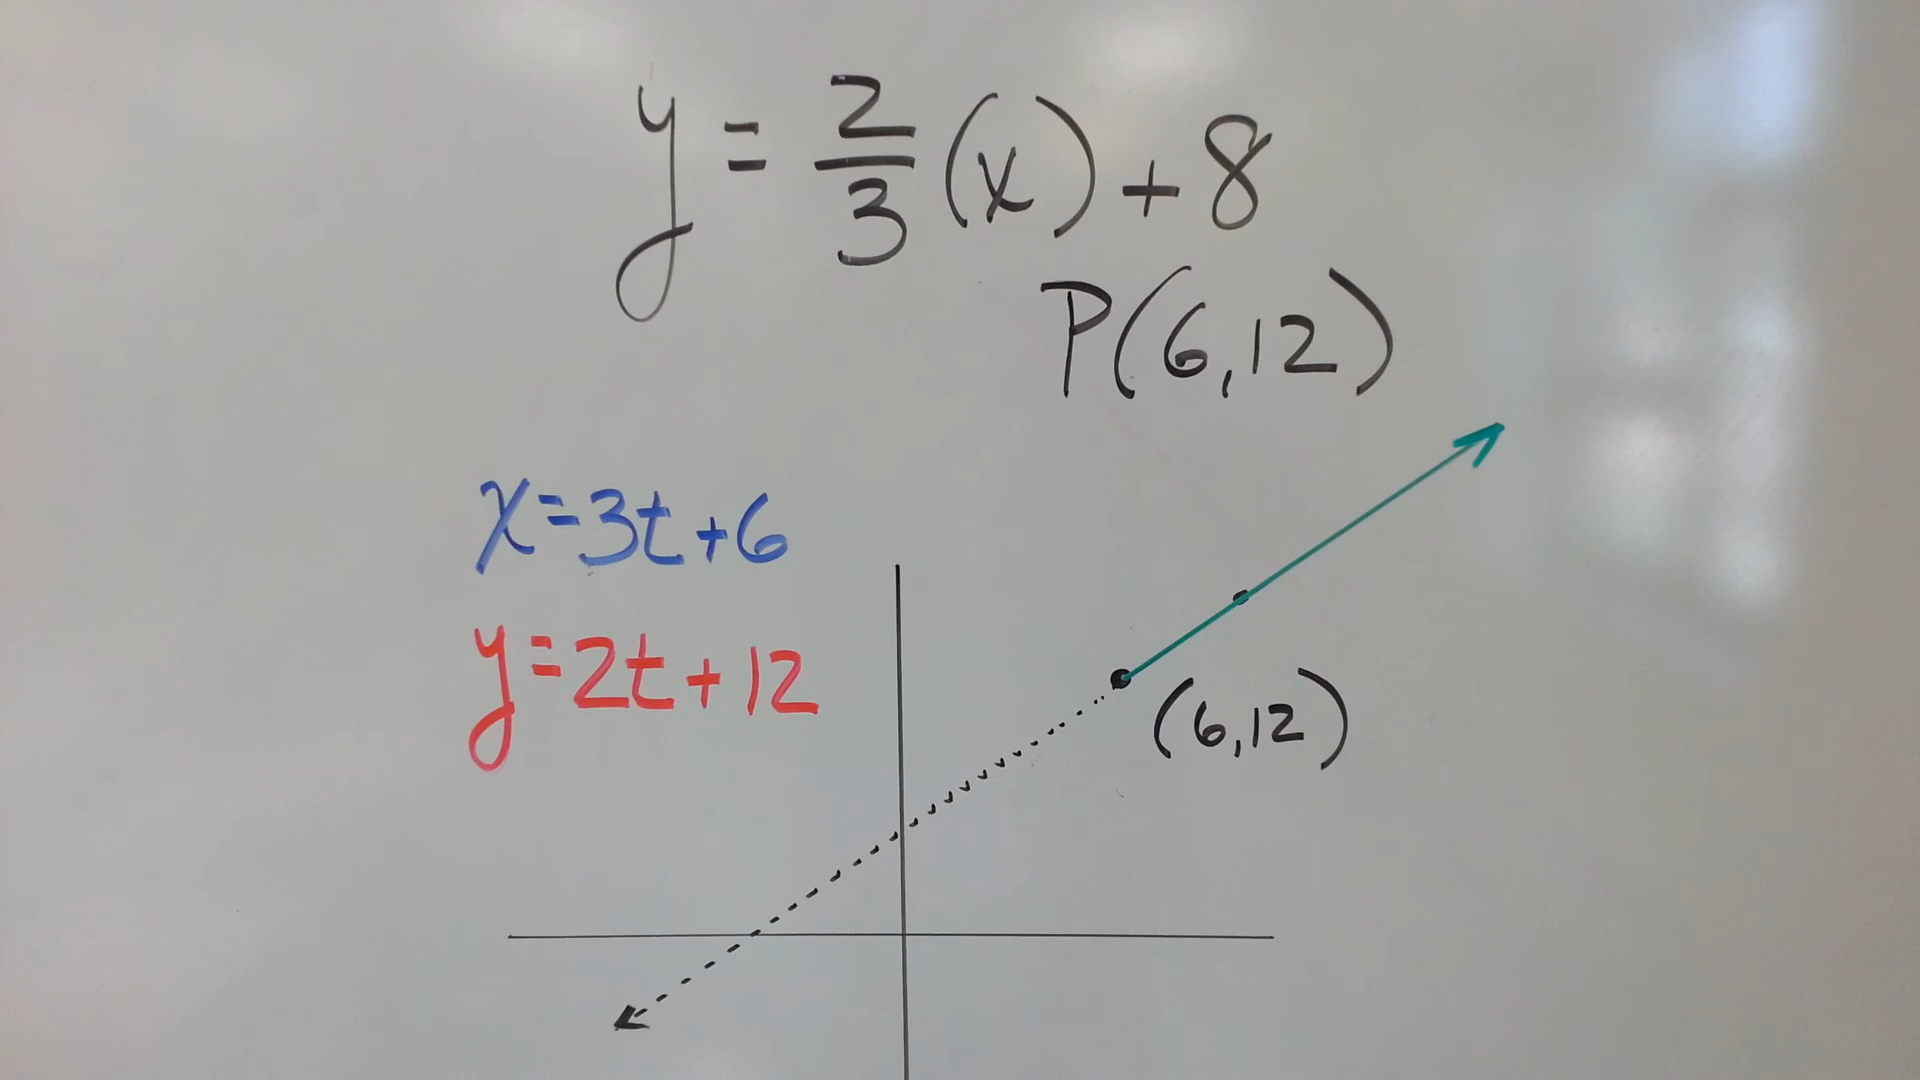 y = 2/3 (x) + 8
P(6,12)
x=3t+6
y=2t+12
(6,12)